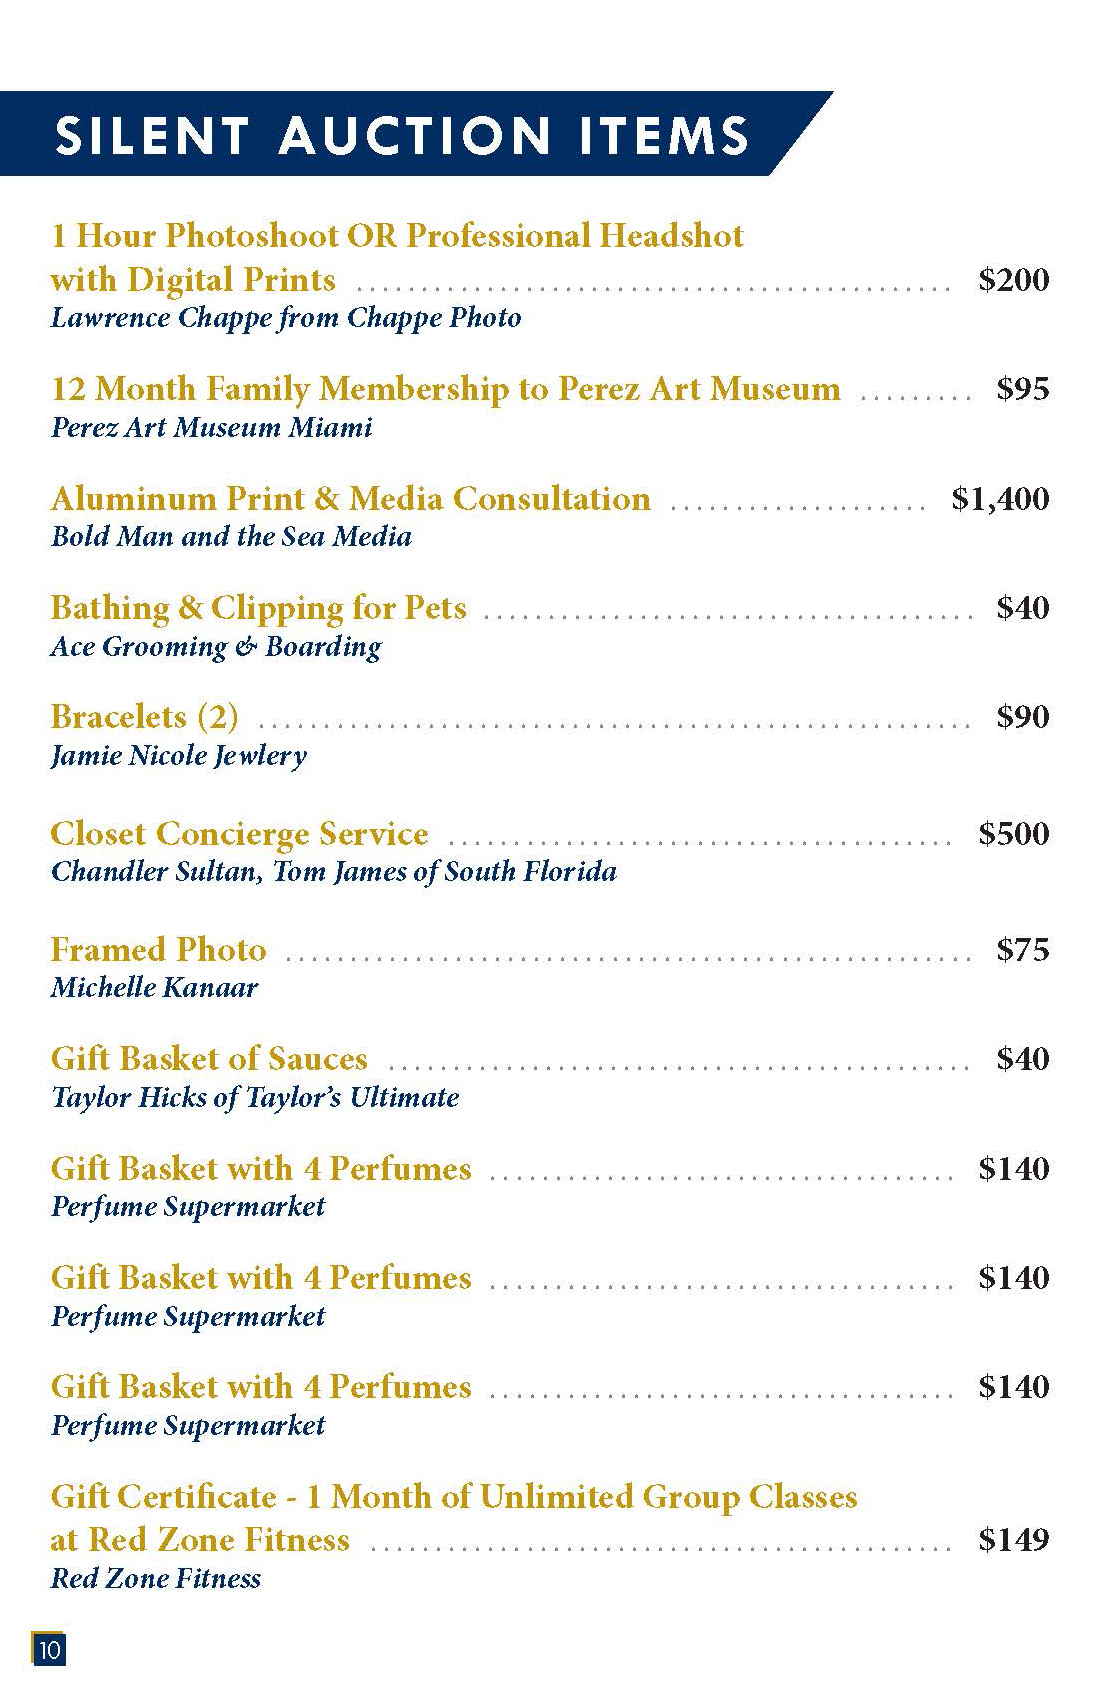 SILENT AUCTION ITEMS
1 Hour Photoshoot OR Professional Headshot
with Digital Prints ............................................. $200
Lawrence Chappe from Chappe Photo
12 Month Family Membership to Perez Art Museum ......... $95
Perez Art Museum Miami
Aluminum Print & Media Consultation .................... $1,400
Bold Man and the Sea Media
Bathing & Clipping for Pets ...................................... $40
Ace Grooming & Boarding
Bracelets (2) ....................................................... $90
Jamie Nicole Jewlery
Closet Concierge Service ....................................... $500
Chandler Sultan, Tom James of South Florida
Framed Photo ..................................................... $75
Michelle Kanaar
Gift Basket of Sauces ............................................. $40
Taylor Hicks of Taylor’s Ultimate
Gift Basket with 4 Perfumes .................................... $140
Perfume Supermarket
Gift Basket with 4 Perfumes .................................... $140
Perfume Supermarket
Gift Basket with 4 Perfumes .................................... $140
Perfume Supermarket
Gift Certificate - 1 Month of Unlimited Group Classes
at Red Zone Fitness ............................................. $149
Red Zone Fitness
10